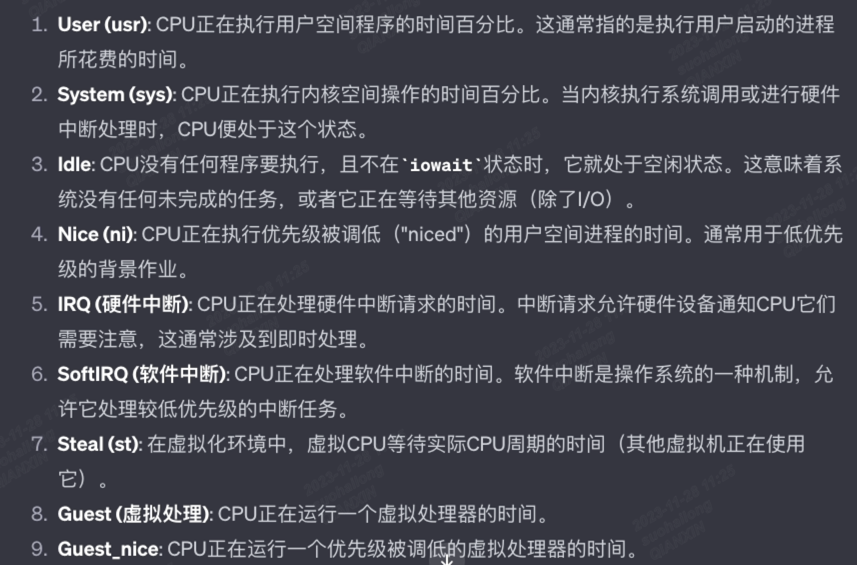 1. User (usr): CPU正在执行用户空间程序的时间百分比。这通常指的是执行用户启动的进程
所花费的时间。
2. System (sys): CPU正在执行内核空间操作的时间百分比。当内核执行系统调用或进行硬件
中断处理时，CPU便处于这个状态。
3. Idle: CPU没有任何程序要执行，且不在`iowait`状态时，它就处于空闲状态。这意味着系
统没有任何未完成的任务，或者它正在等待其他资源（除了I/O）。
4. Nice (ni): CPU正在执行优先级被调低（"niced"）的用户空间进程的时间。通常用于低优先
级的背景作业。
5. IRQ (硬件中断): CPU正在处理硬件中断请求的时间。中断请求允许硬件设备通知CPU它们
需要注意，这通常涉及到即时处理。
6. SoftIRQ (软件中断): CPU正在处理软件中断的时间。软件中断是操作系统的一种机制，允
许它处理较低优先级的中断任务。
7. Steal (st): 在虚拟化环境中，虚拟CPU等待实际CPU周期的时间（其他虚拟机正在使用
它）。
8. Guest (虚拟处理): CPU正在运行一个虚拟处理器的时间。
9. Guest_nice: CPU正在运行一个优先级被调低的虚拟处理器的时间。